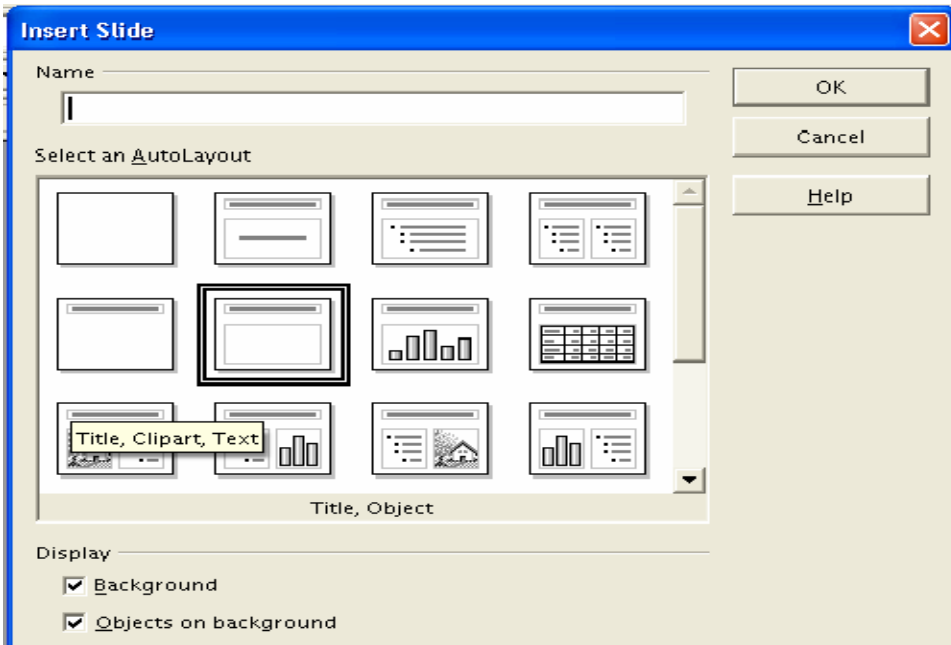 Insert Slide
Name
OK
Cancel
Select an AutoLayout
Help
Title, Clipart, Text
Title, Object
Display
Background
Objects on background